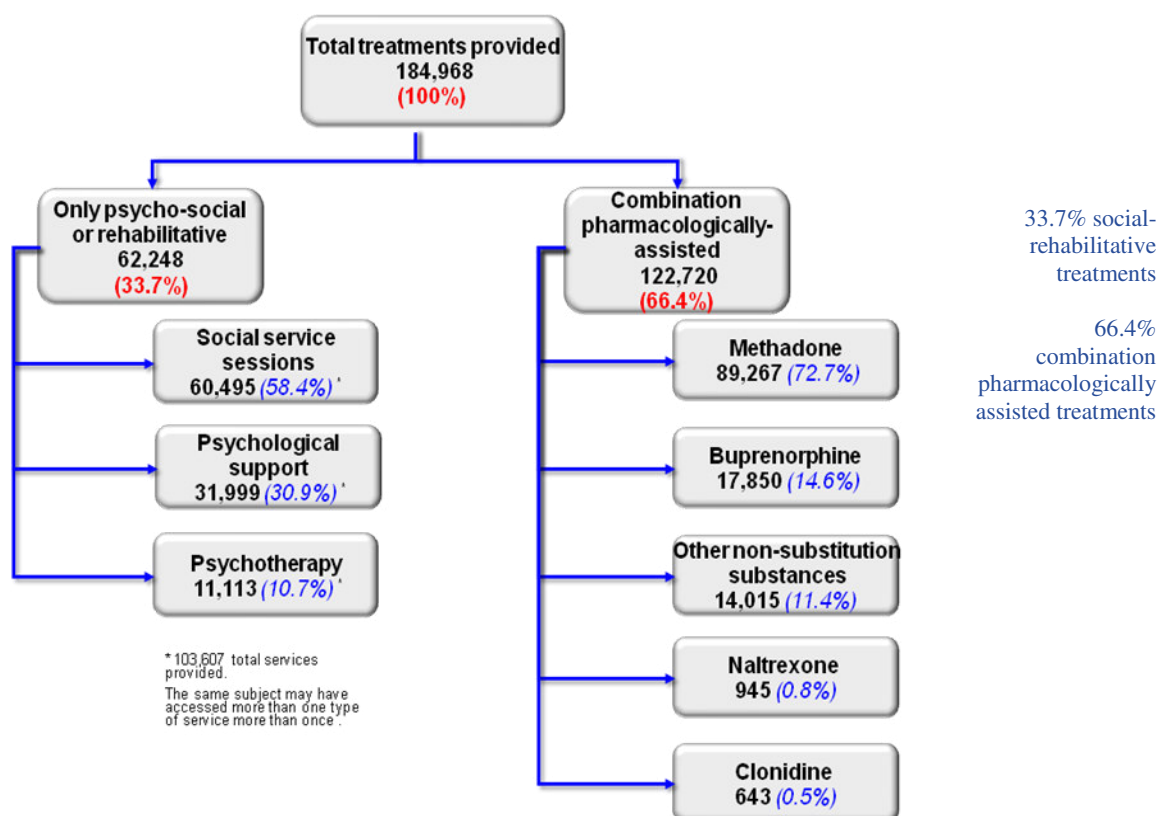 Total treatments provided
184,968
(100%)
Only psycho-social
or rehabilitative
62,248
(33.7%)
Social service
sessions
60,495 (58.4%) *
Psychological
support
31,999 (30.9%) *
Psychotherapy
11,113 (10.7%) *
* 103,607 total services
provided.
The same subject may have
accessed more than one type
of service more than once .
Combination
pharmacologically-
assisted
122,720
(66.4%)
Methadone
89,267 (72.7%)
Buprenorphine
17,850 (14.6%)
Other non-substitution
substances
14,015 (11.4%)
Naltrexone
945 (0.8%)
Clonidine
643 (0.5%)
33.7% social-
rehabilitative
treatments
66.4%
combination
pharmacologically
assisted treatments